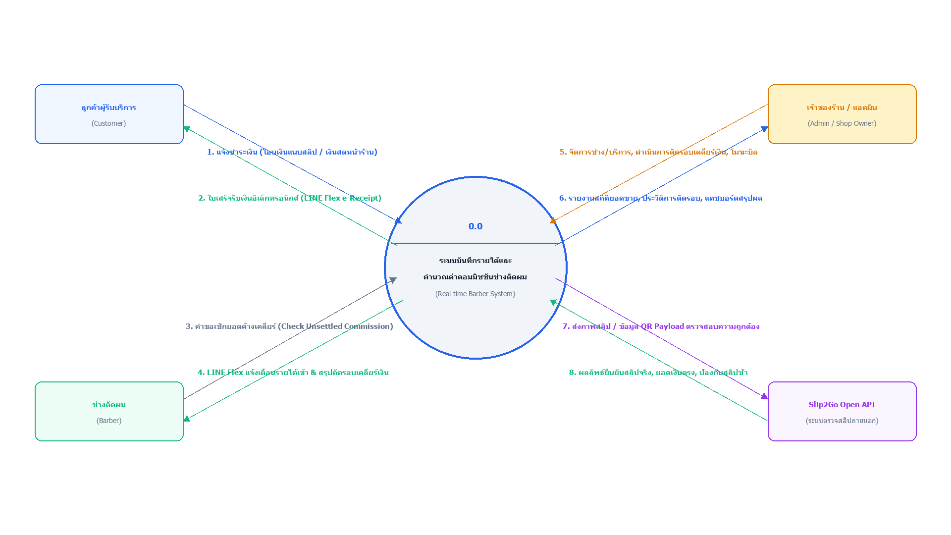 ลูกค้าผู้รับบริการ
(Customer)
เจ้าของร้าน / แอดมิน
(Admin / Shop Owner)
1. แจ้งชำระเงิน (โอนเงินแนบสลิป / เงินสดหน้าร้าน)
5. จัดการช่าง/บริการ, ดำเนินการตัดรอบเคลียร์เงิน, โมฆะบิล
2. ใบเสร็จรับเงินอิเล็กทรอนิกส์ (LINE Flex e-Receipt)
6. รายงานสถิติยอดขาย, ประวัติการตัดรอบ, แดชบอร์ดสรุปผล
0.0
ระบบบันทึกรายได้และ
คำนวณค่าคอมมิชชันช่างตัดผม
(Real-time Barber System)
3. คำขอเช็กยอดค้างเคลียร์ (Check Unsettled Commission)
7. ส่งภาพสลิป / ข้อมูล QR Payload ตรวจสอบความถูกต้อง
4. LINE Flex แจ้งเตือนรายได้เข้า & สรุปตัดรอบเคลียร์เงิน
8. ผลลัพธ์ยืนยันสลิปจริง, ยอดเงินตรง, ป้องกันสลิปซ้ำ
ช่างตัดผม
(Barber)
Slip2Go Open API
(ระบบตรวจสลิปภายนอก)